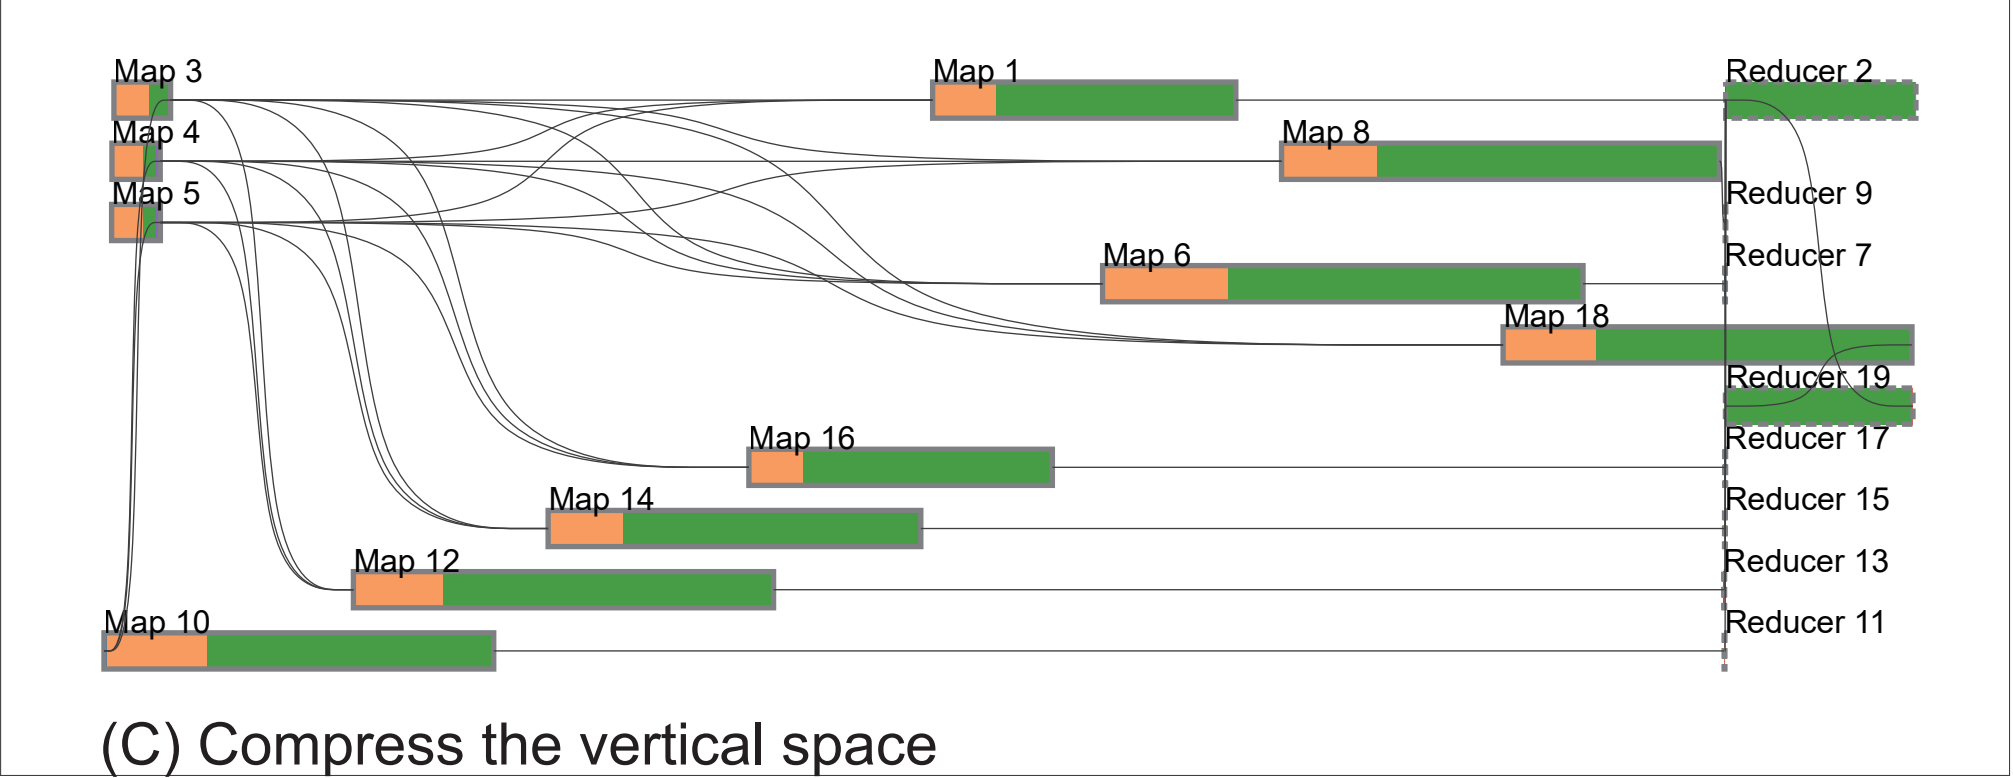 Map 3
Map 1
Reducer 2
Map 4
Map 8
Map 5
Reducer 9
Map 6
Reducer 7
Map 18
Reducer 19
Map 16
Reducer 17
Map 14
Reducer 15
Map 12
Reducer 13
Map 10
Reducer 11
(C) Compress the vertical space